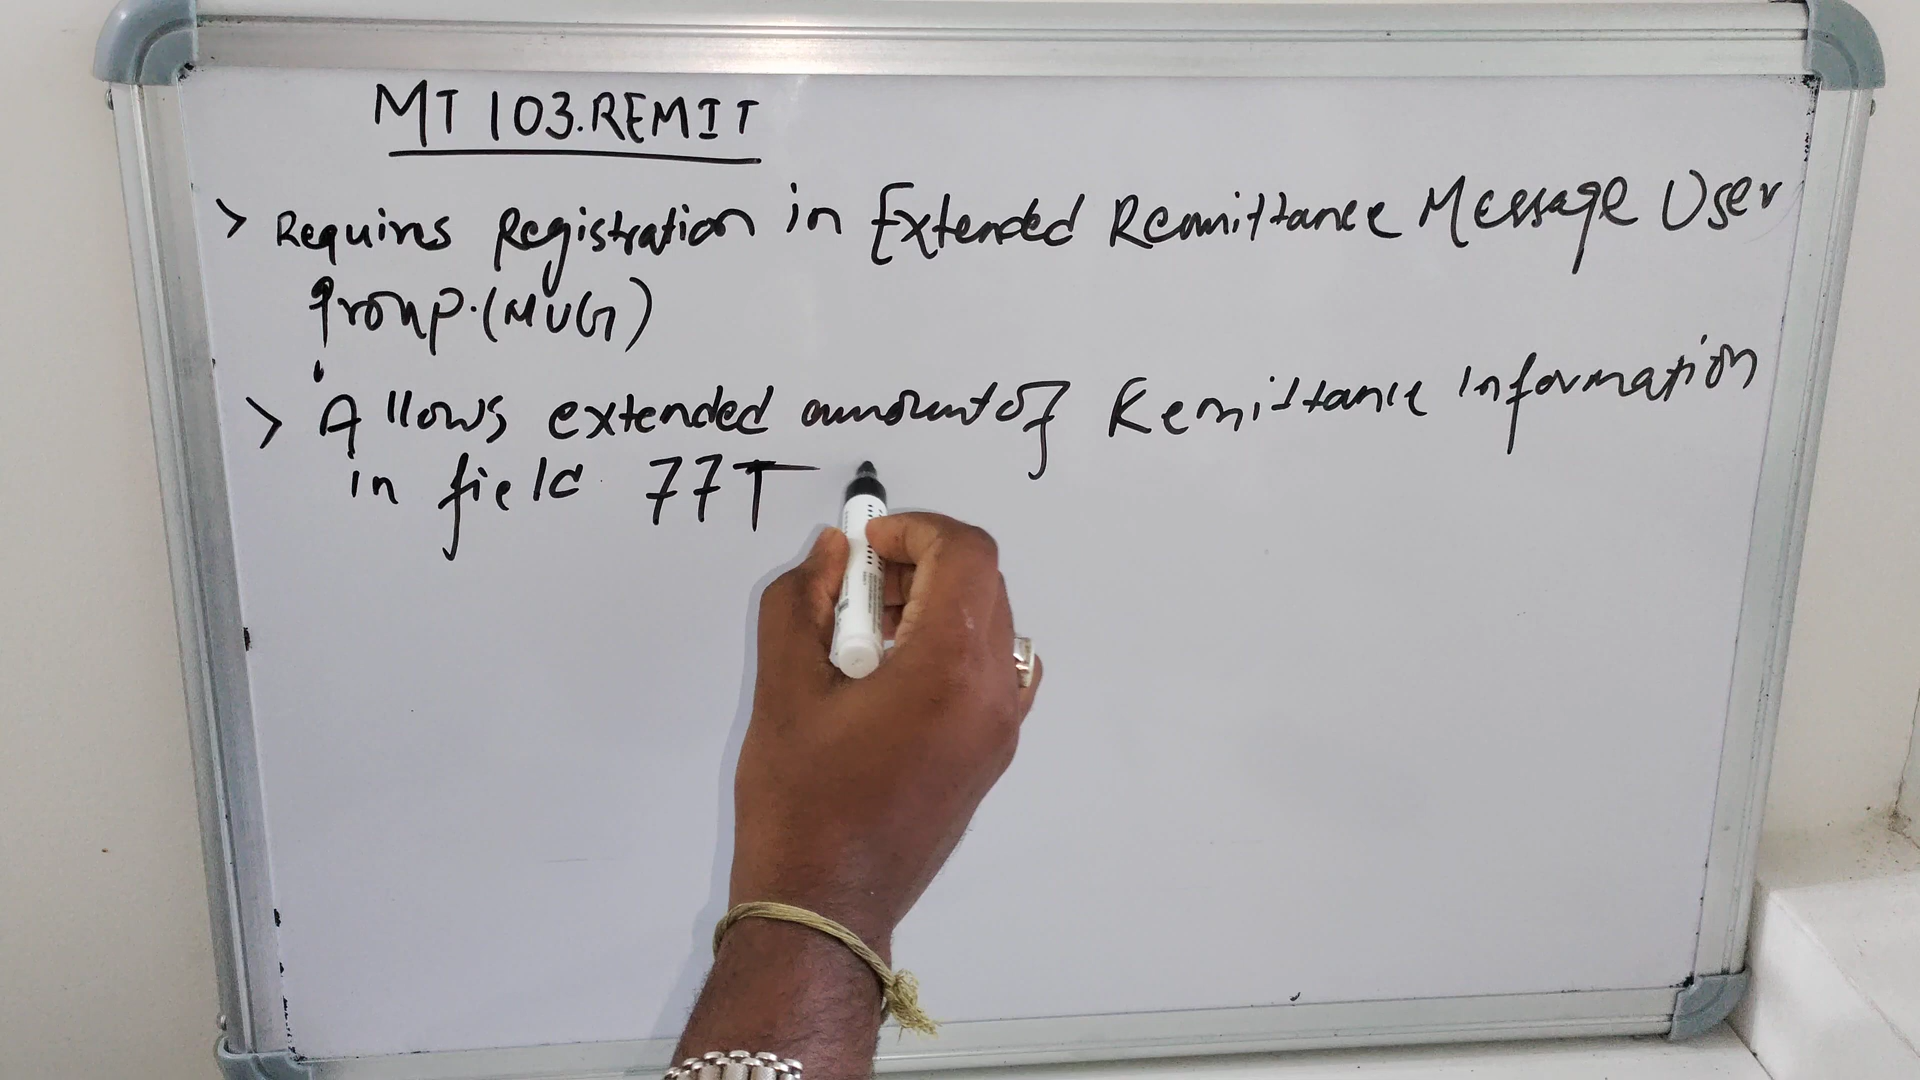 MT 103.REMIT
> Requires Registration in Extended Remittance Message User
group.(MUG)
> Allows extended amount of Remittance Information
in field 77T